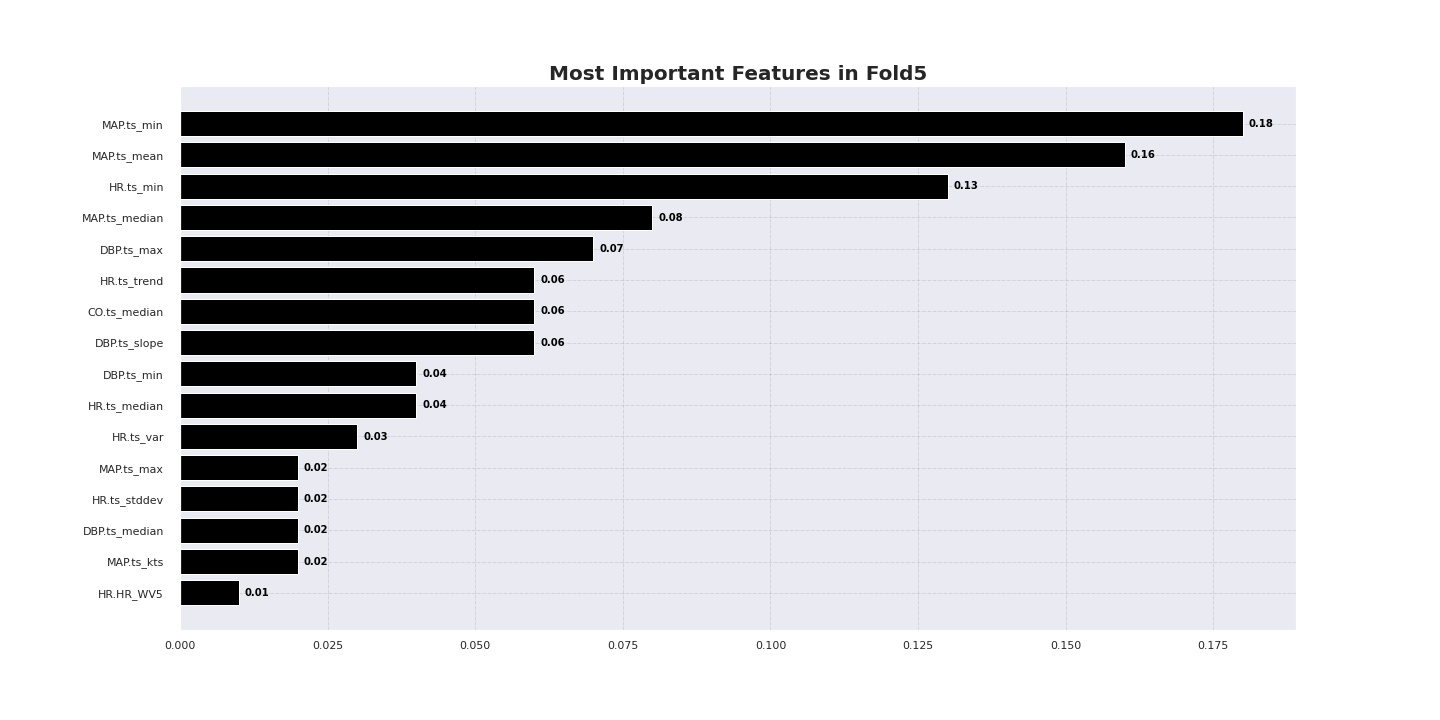 Most Important Features in Fold5
MAP.ts_min 0.18
MAP.ts_mean 0.16
HR.ts_min 0.13
MAP.ts_median 0.08
DBP.ts_max 0.07
HR.ts_trend 0.06
CO.ts_median 0.06
DBP.ts_slope 0.06
DBP.ts_min 0.04
HR.ts_median 0.04
HR.ts_var 0.03
MAP.ts_max 0.02
HR.ts_stddev 0.02
DBP.ts_median 0.02
MAP.ts_kts 0.02
HR.HR_WV5 0.01
0.000 0.025 0.050 0.075 0.100 0.125 0.150 0.175